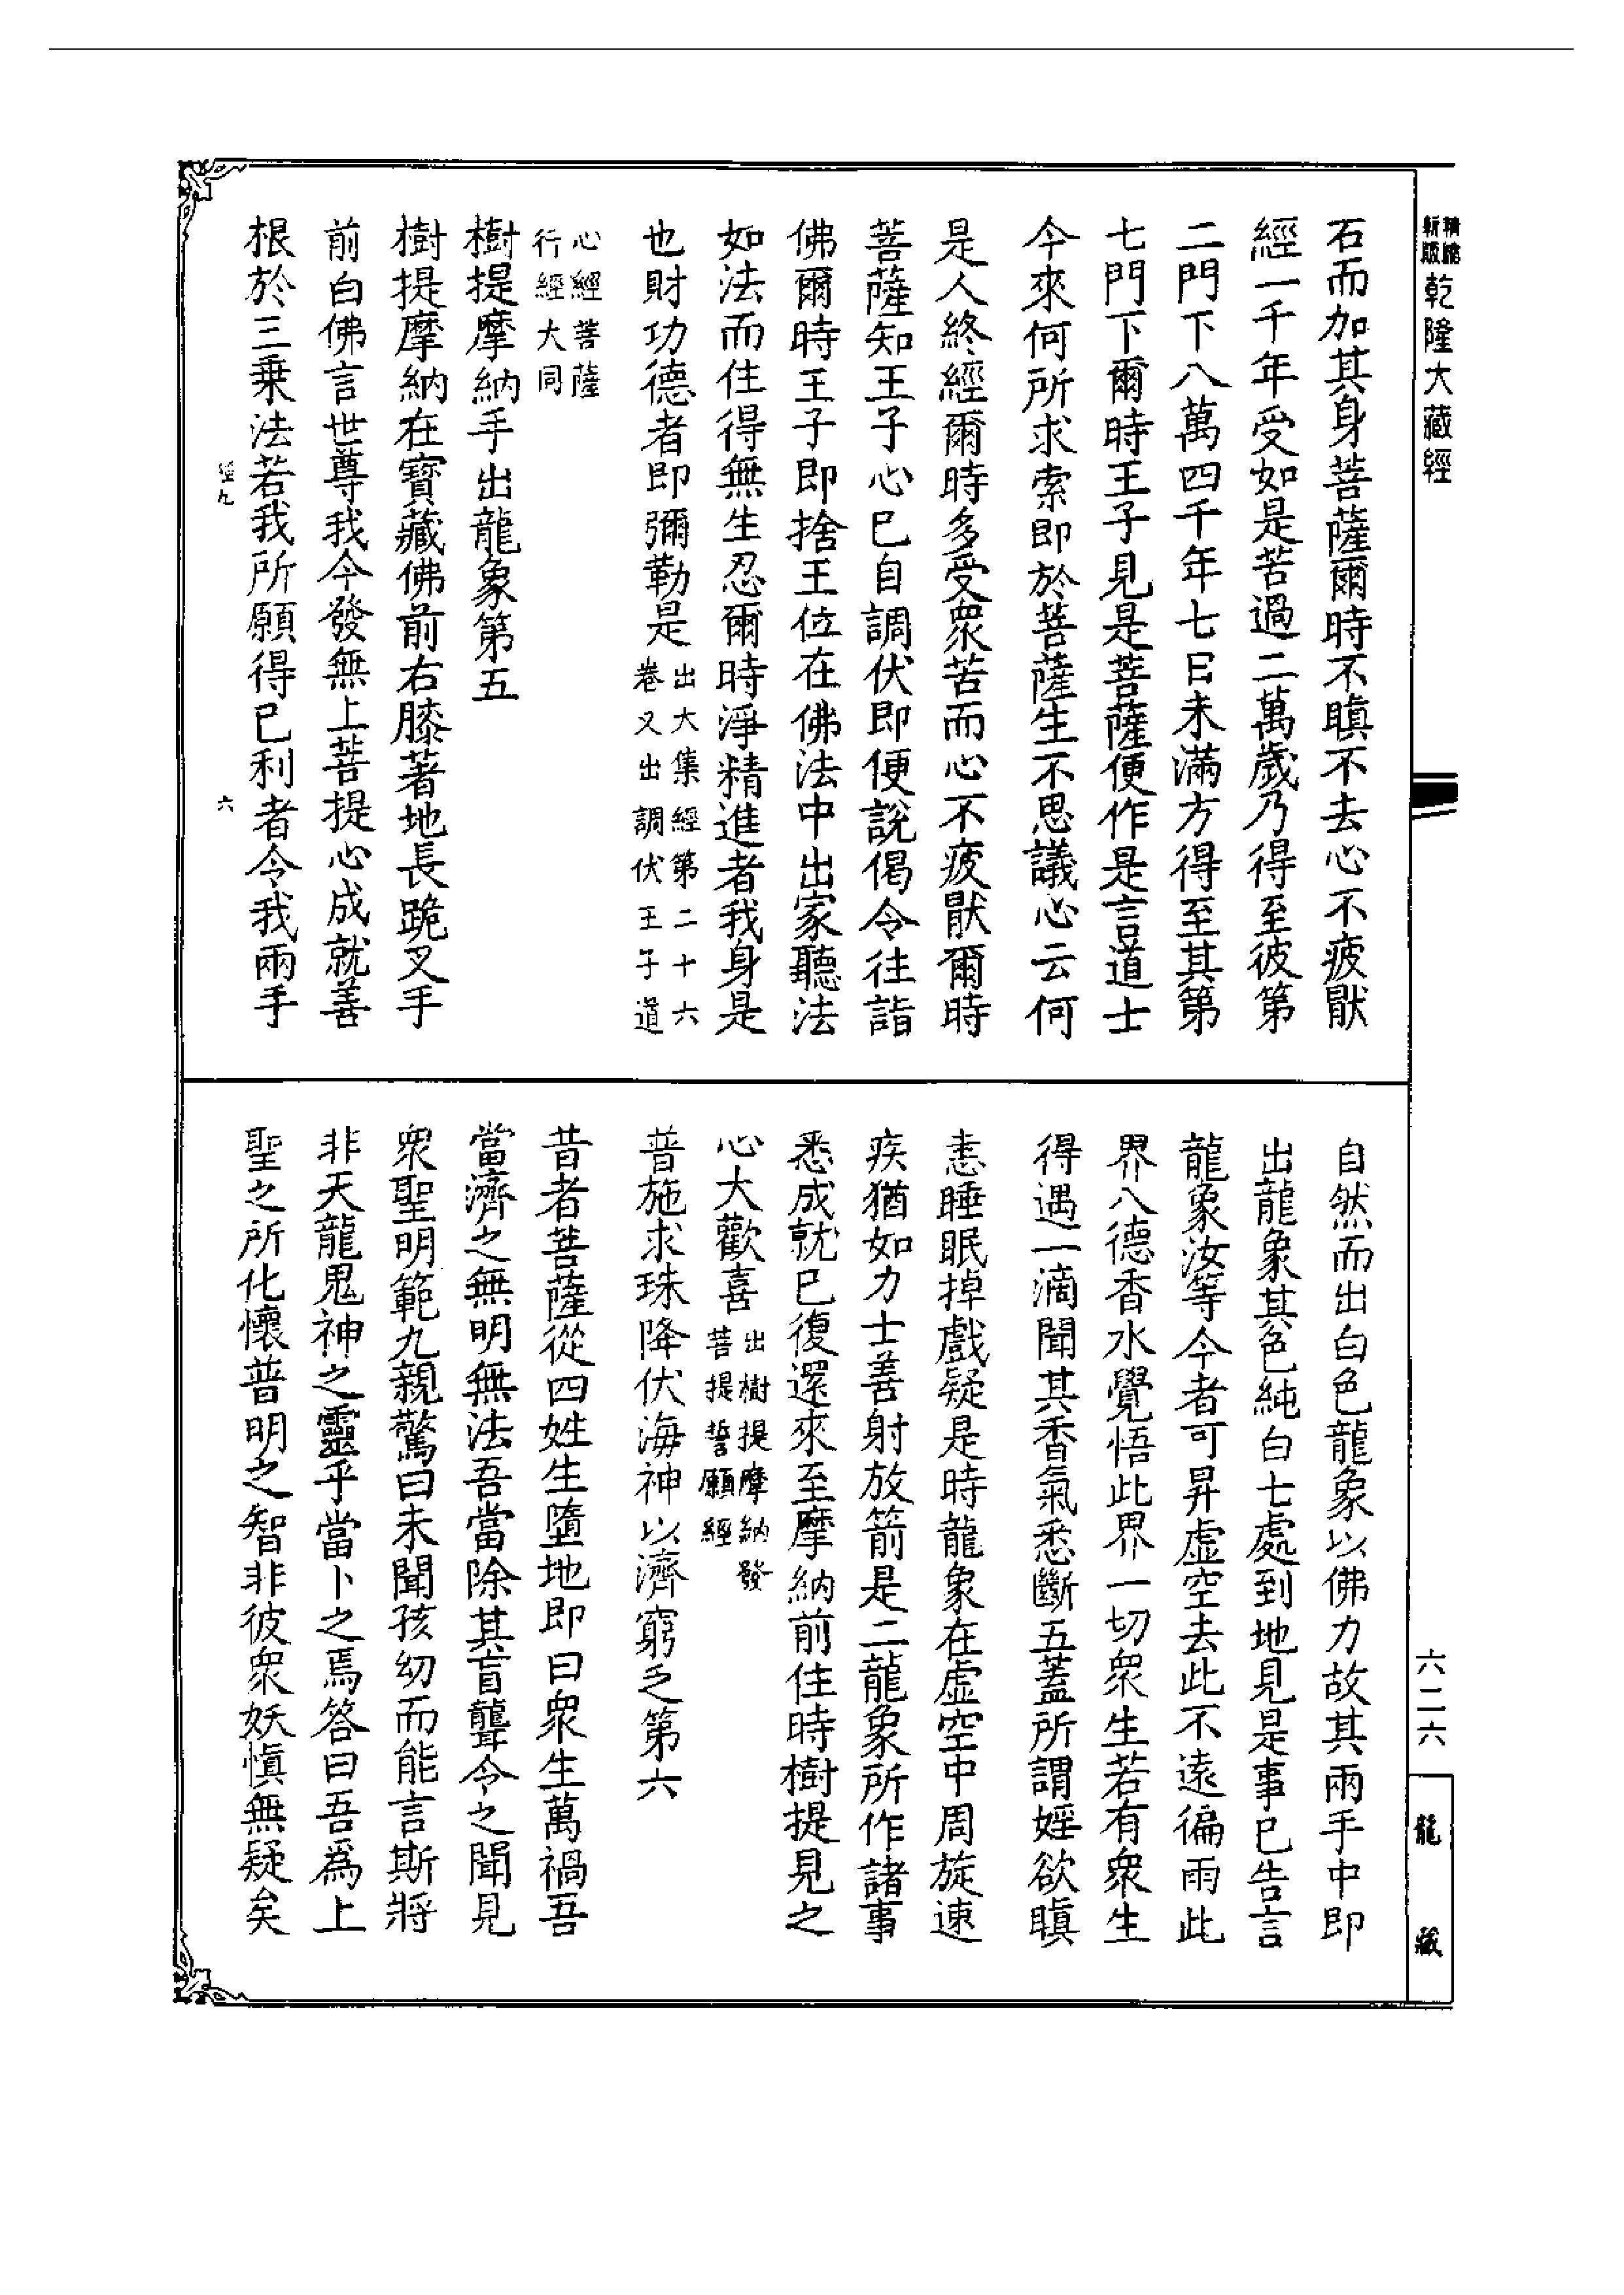 精縮
新版
乾隆大藏經
石而加其身菩薩爾時不瞋不去心不疲猒
經一千年受如是苦過二萬歲乃得至彼第
二門下八萬四千年七日未滿方得至其第
七門下爾時王子見是菩薩便作是言道士
今來何所求索即於菩薩生不思議心云何
是人終經爾時多受衆苦而心不疲猒爾時
菩薩知王子心已自調伏即便說偈令往詣
佛爾時王子即捨王位在佛法中出家聽法
如法而住得無生忍爾時淨精進者我身是
也財功德者即彌勒是
出大集經第二十六
卷又出調伏王子道
心經菩薩
行經大同
樹提摩納手出龍象第五
樹提摩納在寶藏佛前右膝著地長跪叉手
前白佛言世尊我今發無上菩提心成就善
根於三乗法若我所願得已利者令我兩手
六
自然而出白色龍象以佛力故其兩手中即
出龍象其色純白七處到地見是事已告言
龍象汝等今者可昇虛空去此不遠徧雨此
界八德香水覺悟此界一切衆生若有衆生
得遇一滴聞其香氣悉斷五蓋所謂婬欲瞋
恚睡眠掉戲疑是時龍象在虛空中周旋速
疾猶如力士善射放箭是二龍象所作諸事
悉成就已復還來至摩納前住時樹提見之
心大歡喜
出樹提摩納發
菩提誓願經
普施求珠降伏海神以濟窮乏第六
昔者菩薩從四姓生墮地即曰衆生萬禍吾
當濟之無明無法吾當除其盲聾令之聞見
衆聖明範九親驚曰未聞孩幼而能言斯將
非天龍鬼神之靈乎當卜之焉答曰吾爲上
聖之所化懷普明之智非彼衆妖慎無疑矣
六二六
龍藏